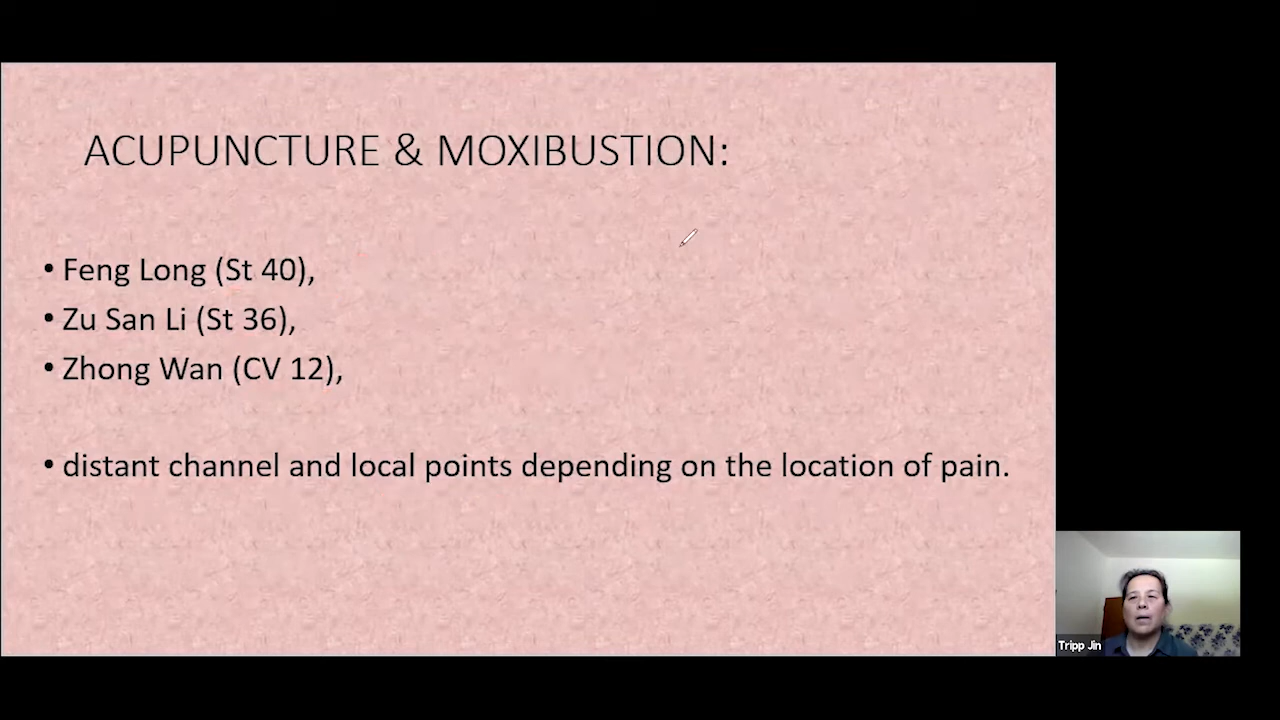 ACUPUNCTURE & MOXIBUSTION:
• Feng Long (St 40),
• Zu San Li (St 36),
• Zhong Wan (CV 12),
• distant channel and local points depending on the location of pain.
Tripp Jin